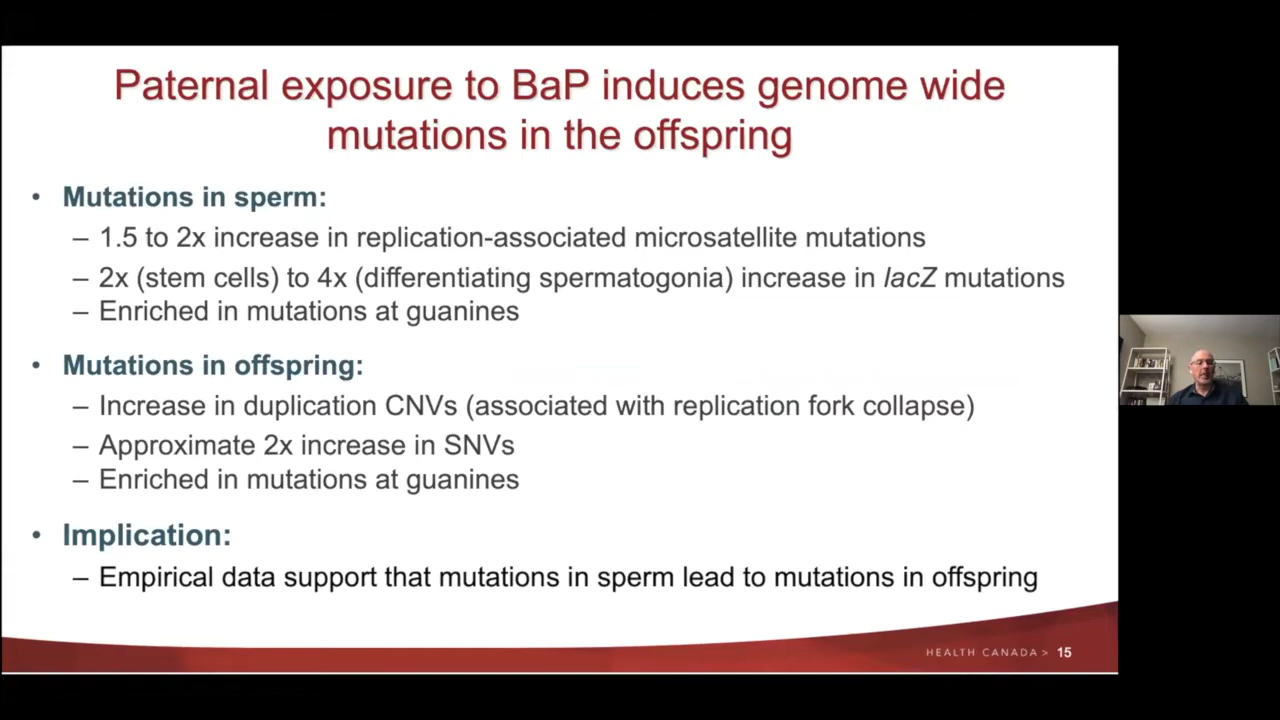 Paternal exposure to BaP induces genome wide
mutations in the offspring
• Mutations in sperm:
– 1.5 to 2x increase in replication-associated microsatellite mutations
– 2x (stem cells) to 4x (differentiating spermatogonia) increase in lacZ mutations
– Enriched in mutations at guanines
• Mutations in offspring:
– Increase in duplication CNVs (associated with replication fork collapse)
– Approximate 2x increase in SNVs
– Enriched in mutations at guanines
• Implication:
– Empirical data support that mutations in sperm lead to mutations in offspring
HEALTH CANADA > 15